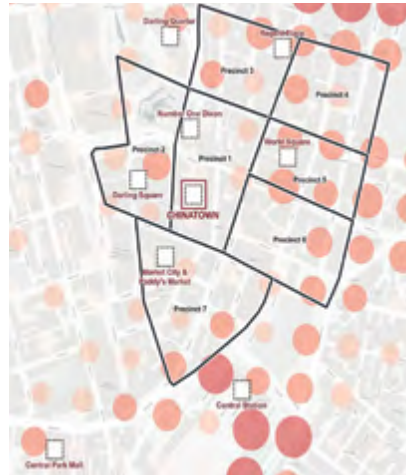 Darling Quarter
Precinct 3
Precinct 4
Number One Dixon
World Square
Precinct 2
Precinct 1
Precinct 5
Darling Square
CHINATOWN
Precinct 6
Market City &
Paddy's Market
Precinct 7
Central Station
Central Park Mall